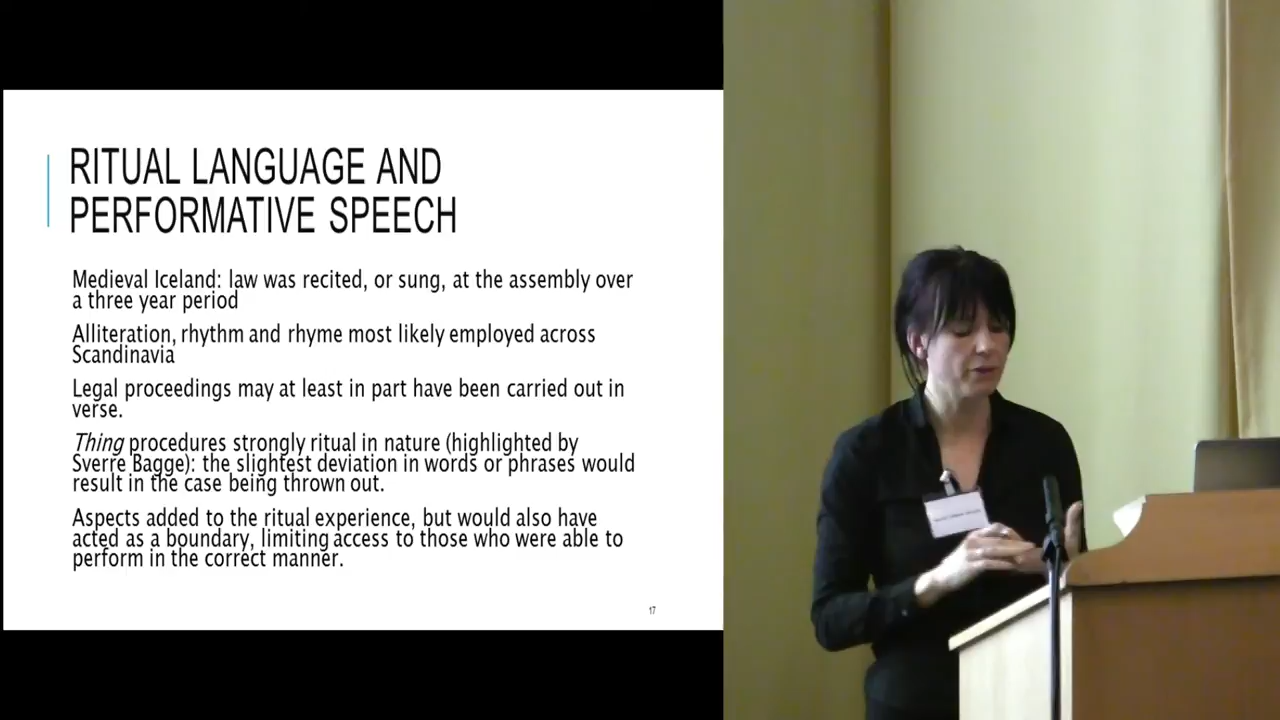 RITUAL LANGUAGE AND
PERFORMATIVE SPEECH
Medieval Iceland: law was recited, or sung, at the assembly over
a three year period
Alliteration, rhythm and rhyme most likely employed across
Scandinavia
Legal proceedings may at least in part have been carried out in
verse.
Thing procedures strongly ritual in nature (highlighted by
Sverre Bagge): the slightest deviation in words or phrases would
result in the case being thrown out.
Aspects added to the ritual experience, but would also have
acted as a boundary, limiting access to those who were able to
perform in the correct manner.
17